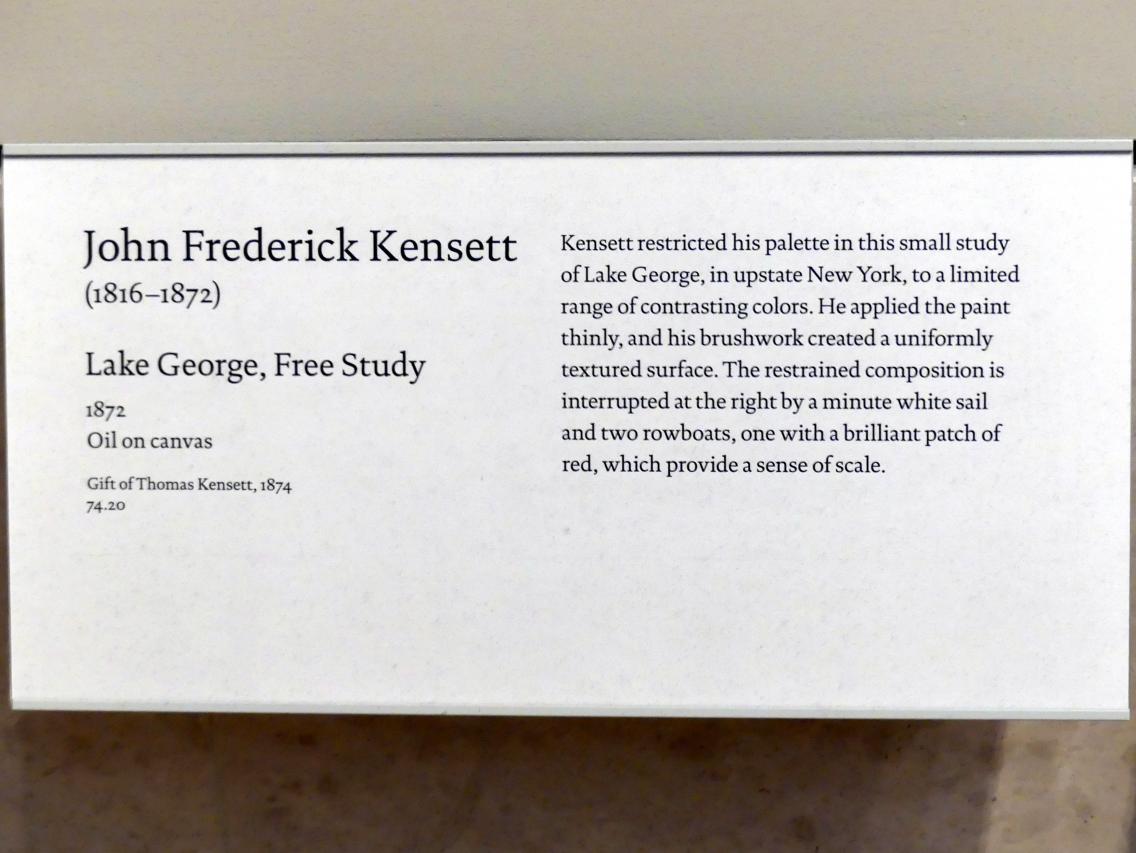 John Frederick Kensett
(1816–1872)
Lake George, Free Study
1872
Oil on canvas
Gift of Thomas Kensett, 1874
74.20
Kensett restricted his palette in this small study
of Lake George, in upstate New York, to a limited
range of contrasting colors. He applied the paint
thinly, and his brushwork created a uniformly
textured surface. The restrained composition is
interrupted at the right by a minute white sail
and two rowboats, one with a brilliant patch of
red, which provide a sense of scale.